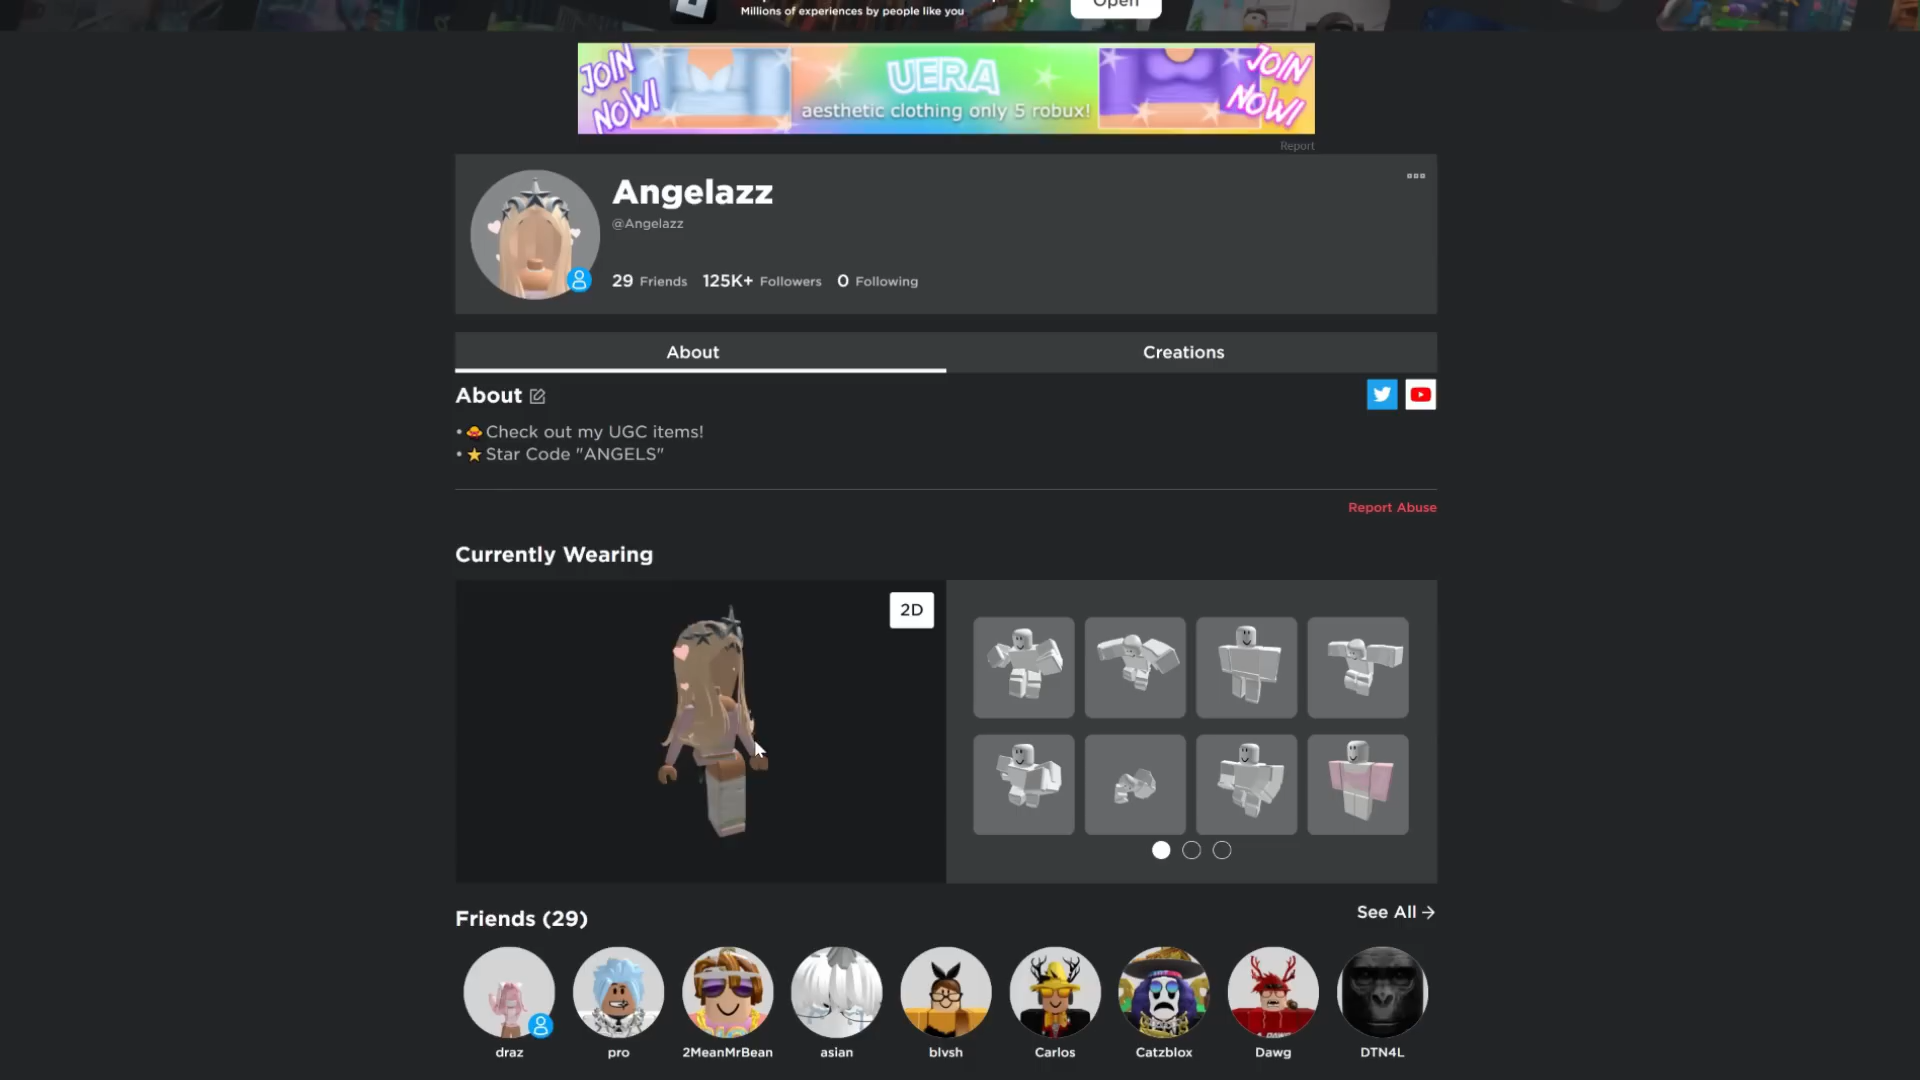 Millions of experiences by people like you
Open
JOIN NOW!
UERA
aesthetic clothing only 5 robux!
JOIN NOW!
Report
Angelazz
@Angelazz
29 Friends 125K+ Followers 0 Following
About
Creations
About
• Check out my UGC items!
• Star Code "ANGELS"
Report Abuse
Currently Wearing
2D
Friends (29)
See All
draz
pro
2MeanMrBean
asian
blvsh
Carlos
Catzblox
Dawg
DTN4L